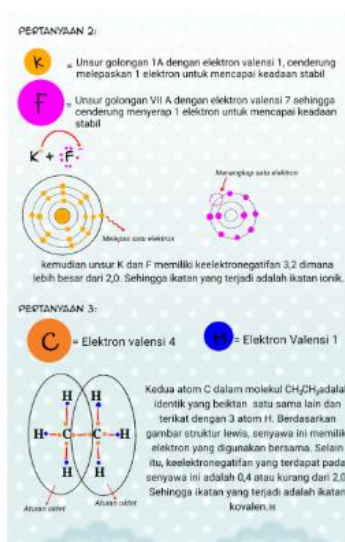 PERTANYAAN 2:
K = Unsur golongan 1A dengan elektron valensi 1, cenderung
melepaskan 1 elektron untuk mencapai keadaan
stabil
F = Unsur golongan VII A dengan elektron valensi 7 sehingga
cenderung menyerap 1 elektron untuk mencapai keadaan
stabil
K + F
Menangkap satu elektron
Melepas satu elektron
kemudian unsur K dan F memiliki keelektronegatifan 3,2 dimana
lebih besar dari 2,0. Sehingga ikatan yang terjadi adalah ikatan ionik.
PERTANYAAN 3:
C = Elektron valensi 4
H = Elektron Valensi 1
H H
H C C H
H H
Aturan oktet
Aturan oktet
Kedua atom C dalam molekul CH3CH3adalah
identik yang beiktan satu sama lain dan
terikat dengan 3 atom H. Berdasarkan
gambar struktur lewis, senyawa ini memilik
elektron yang digunakan bersama. Selain
itu, keelektronegatifan yang terdapat pada
senyawa ini adalah 0,4 atau kurang dari 2,0
Sehingga ikatan yang terjadi adalah ikatan
kovalen.H